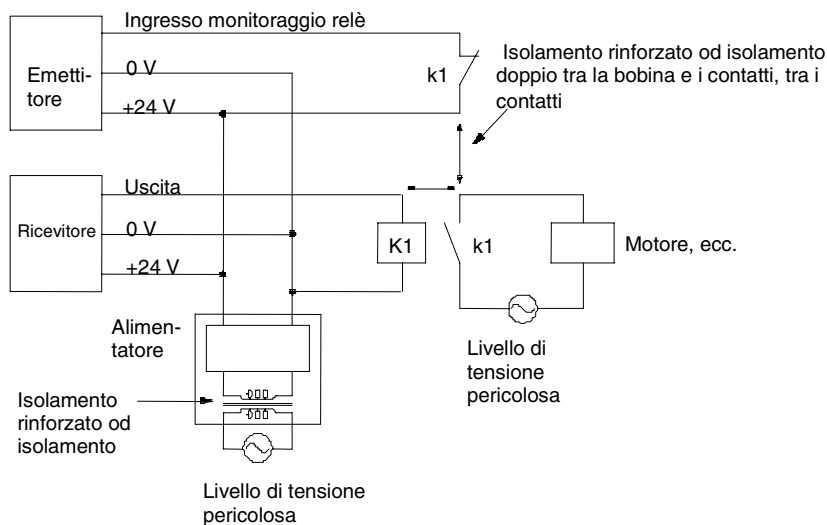 Ingresso monitoraggio relè
Emetti-
tore
0 V
+24 V
k1
Isolamento rinforzato od isolamento
doppio tra la bobina e i contatti, tra i
contatti
Ricevitore
Uscita
0 V
+24 V
K1
k1
Motore, ecc.
Alimen-
tatore
Livello di
tensione
pericolosa
Isolamento
rinforzato od
isolamento
Livello di tensione
pericolosa